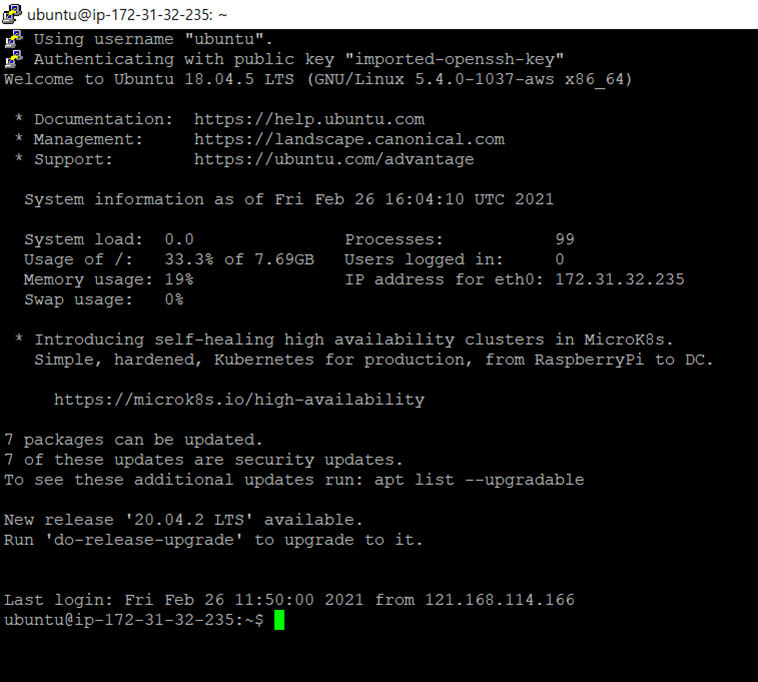 ubuntu@ip-172-31-32-235: ~
Using username "ubuntu".
Authenticating with public key "imported-openssh-key"
Welcome to Ubuntu 18.04.5 LTS (GNU/Linux 5.4.0-1037-aws x86_64)
* Documentation:  https://help.ubuntu.com
* Management:     https://landscape.canonical.com
* Support:        https://ubuntu.com/advantage
System information as of Fri Feb 26 16:04:10 UTC 2021
System load:  0.0               Processes:           99
Usage of /:   33.3% of 7.69GB   Users logged in:     0
Memory usage: 19%               IP address for eth0: 172.31.32.235
Swap usage:   0%
* Introducing self-healing high availability clusters in MicroK8s.
Simple, hardened, Kubernetes for production, from RaspberryPi to DC.
https://microk8s.io/high-availability
7 packages can be updated.
7 of these updates are security updates.
To see these additional updates run: apt list --upgradable
New release '20.04.2 LTS' available.
Run 'do-release-upgrade' to upgrade to it.
Last login: Fri Feb 26 11:50:00 2021 from 121.168.114.166
ubuntu@ip-172-31-32-235:~$